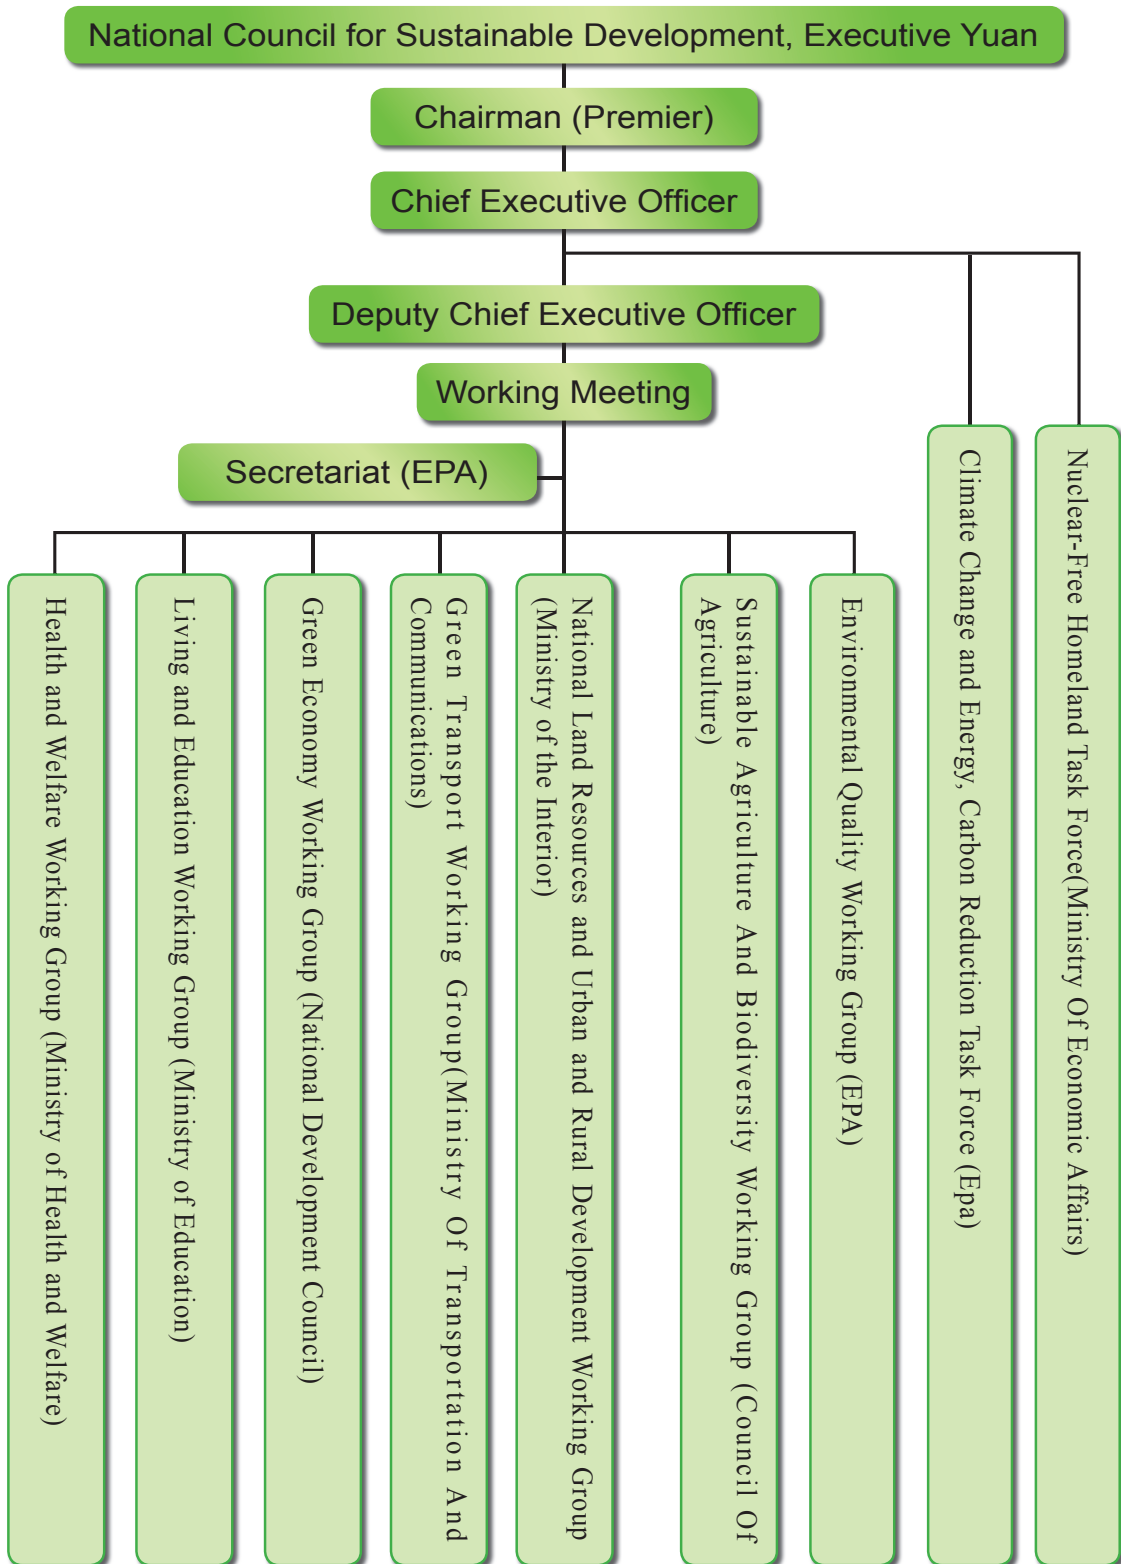 National Council for Sustainable Development, Executive Yuan
Chairman (Premier)
Chief Executive Officer
Deputy Chief Executive Officer
Working Meeting
Secretariat (EPA)
Health and Welfare Working Group (Ministry of Health and Welfare)
Living and Education Working Group (Ministry of Education)
Green Economy Working Group (National Development Council)
Green Transport Working Group(Ministry Of Transportation And
Communications)
National Land Resources and Urban and Rural Development Working Group
(Ministry of the Interior)
Sustainable Agriculture And Biodiversity Working Group (Council Of
Agriculture)
Environmental Quality Working Group (EPA)
Climate Change and Energy, Carbon Reduction Task Force (Epa)
Nuclear-Free Homeland Task Force(Ministry Of Economic Affairs)